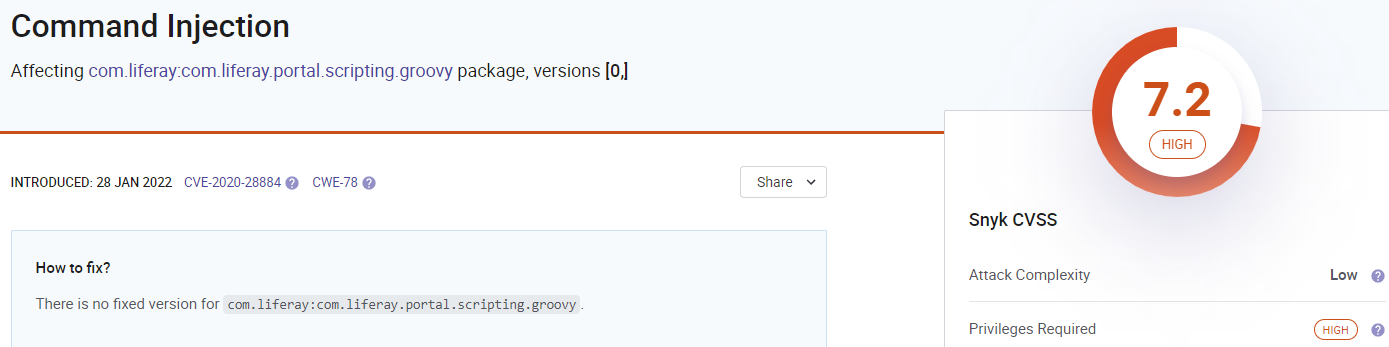 Command Injection
Affecting com.liferay:com.liferay.portal.scripting.groovy package, versions [0,]
7.2
HIGH
INTRODUCED: 28 JAN 2022 CVE-2020-28884 ? CWE-78 ?
Share
How to fix?
There is no fixed version for com.liferay:com.liferay.portal.scripting.groovy.
Snyk CVSS
Attack Complexity Low ?
Privileges Required HIGH ?